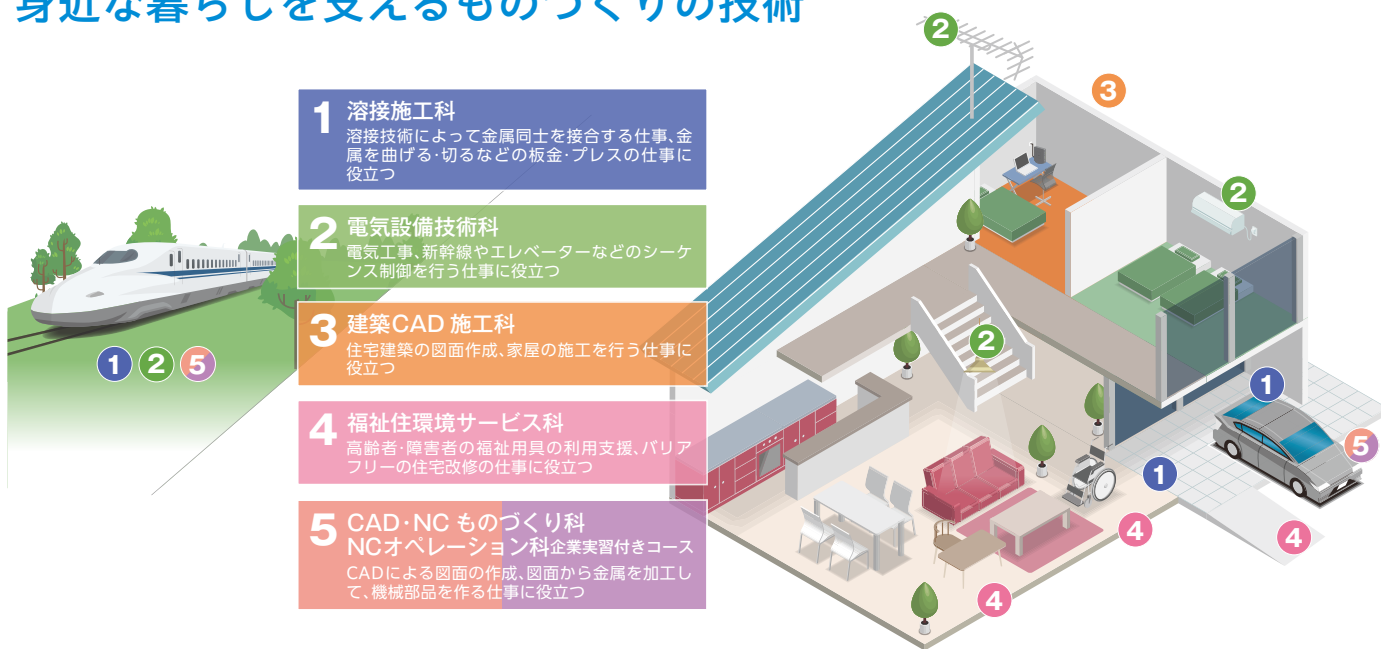 身近な暮らしを支えるものづくりの技術
1 溶接施工科
溶接技術によって金属同士を接合する仕事、金
属を曲げる・切るなどの板金・プレスの仕事に
役立つ
2 電気設備技術科
電気工事、新幹線やエレベーターなどのシーケ
ンス制御を行う仕事に役立つ
3 建築CAD 施工科
住宅建築の図面作成、家屋の施工を行う仕事に
役立つ
4 福祉住環境サービス科
高齢者・障害者の福祉用具の利用支援、バリア
フリーの住宅改修の仕事に役立つ
5 CAD・NC ものづくり科
NCオペレーション科企業実習付きコース
CADによる図面の作成、図面から金属を加工し
て、機械部品を作る仕事に役立つ
1 2 5
2
3
2
2
1
5
1
4
4
4